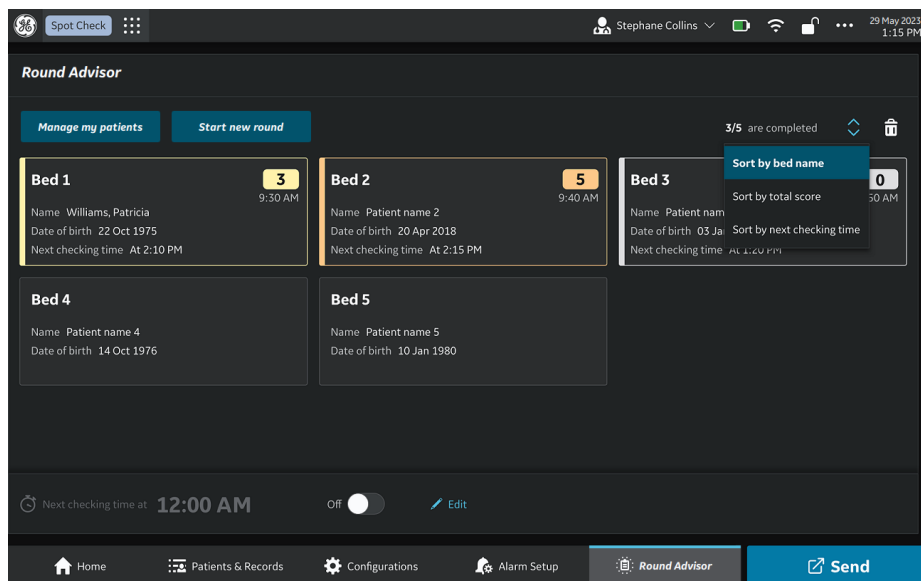 Spot Check
Stephane Collins
29 May 2023
1:15 PM
Round Advisor
Manage my patients
Start new round
3/5 are completed
Sort by bed name
Sort by total score
Sort by next checking time
Bed 1
3
9:30 AM
Name Williams, Patricia
Date of birth 22 Oct 1975
Next checking time At 2:10 PM
Bed 2
5
9:40 AM
Name Patient name 2
Date of birth 20 Apr 2018
Next checking time At 2:15 PM
Bed 3
0
50 AM
Name Patient nam
Date of birth 03 Ja
Next checking time At 1:20 PM
Bed 4
Name Patient name 4
Date of birth 14 Oct 1976
Bed 5
Name Patient name 5
Date of birth 10 Jan 1980
Next checking time at 12:00 AM
Off
Edit
Home
Patients & Records
Configurations
Alarm Setup
Round Advisor
Send